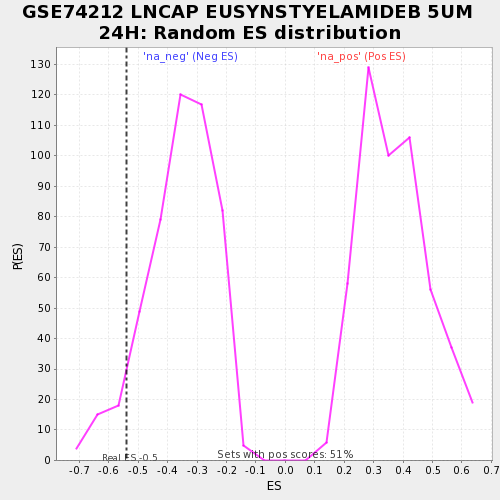 GSE74212 LNCAP EUSYNSTYELAMIDEB 5UM
24H: Random ES distribution
'na_neg' (Neg ES)
'na_pos' (Pos ES)
130
120
110
100
90
80
70
60
50
40
30
20
10
0
P(ES)
Real ES -0.5
Sets with pos scores: 51%
-0.7 -0.6 -0.5 -0.4 -0.3 -0.2 -0.1 0.0 0.1 0.2 0.3 0.4 0.5 0.6 0.7
ES